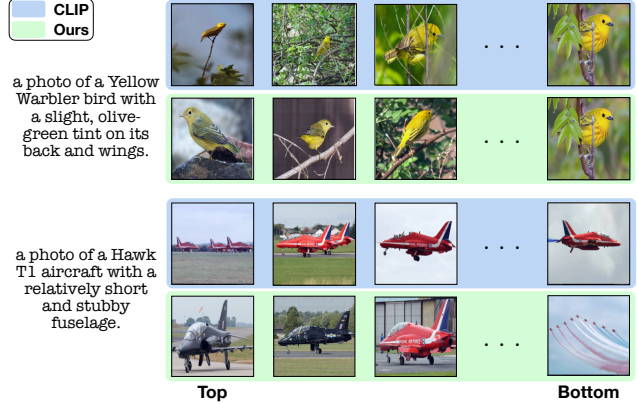 CLIP
Ours
a photo of a Yellow
Warbler bird with
a slight, olive-
green tint on its
back and wings.
a photo of a Hawk
T1 aircraft with a
relatively short
and stubby
fuselage.
Top
Bottom